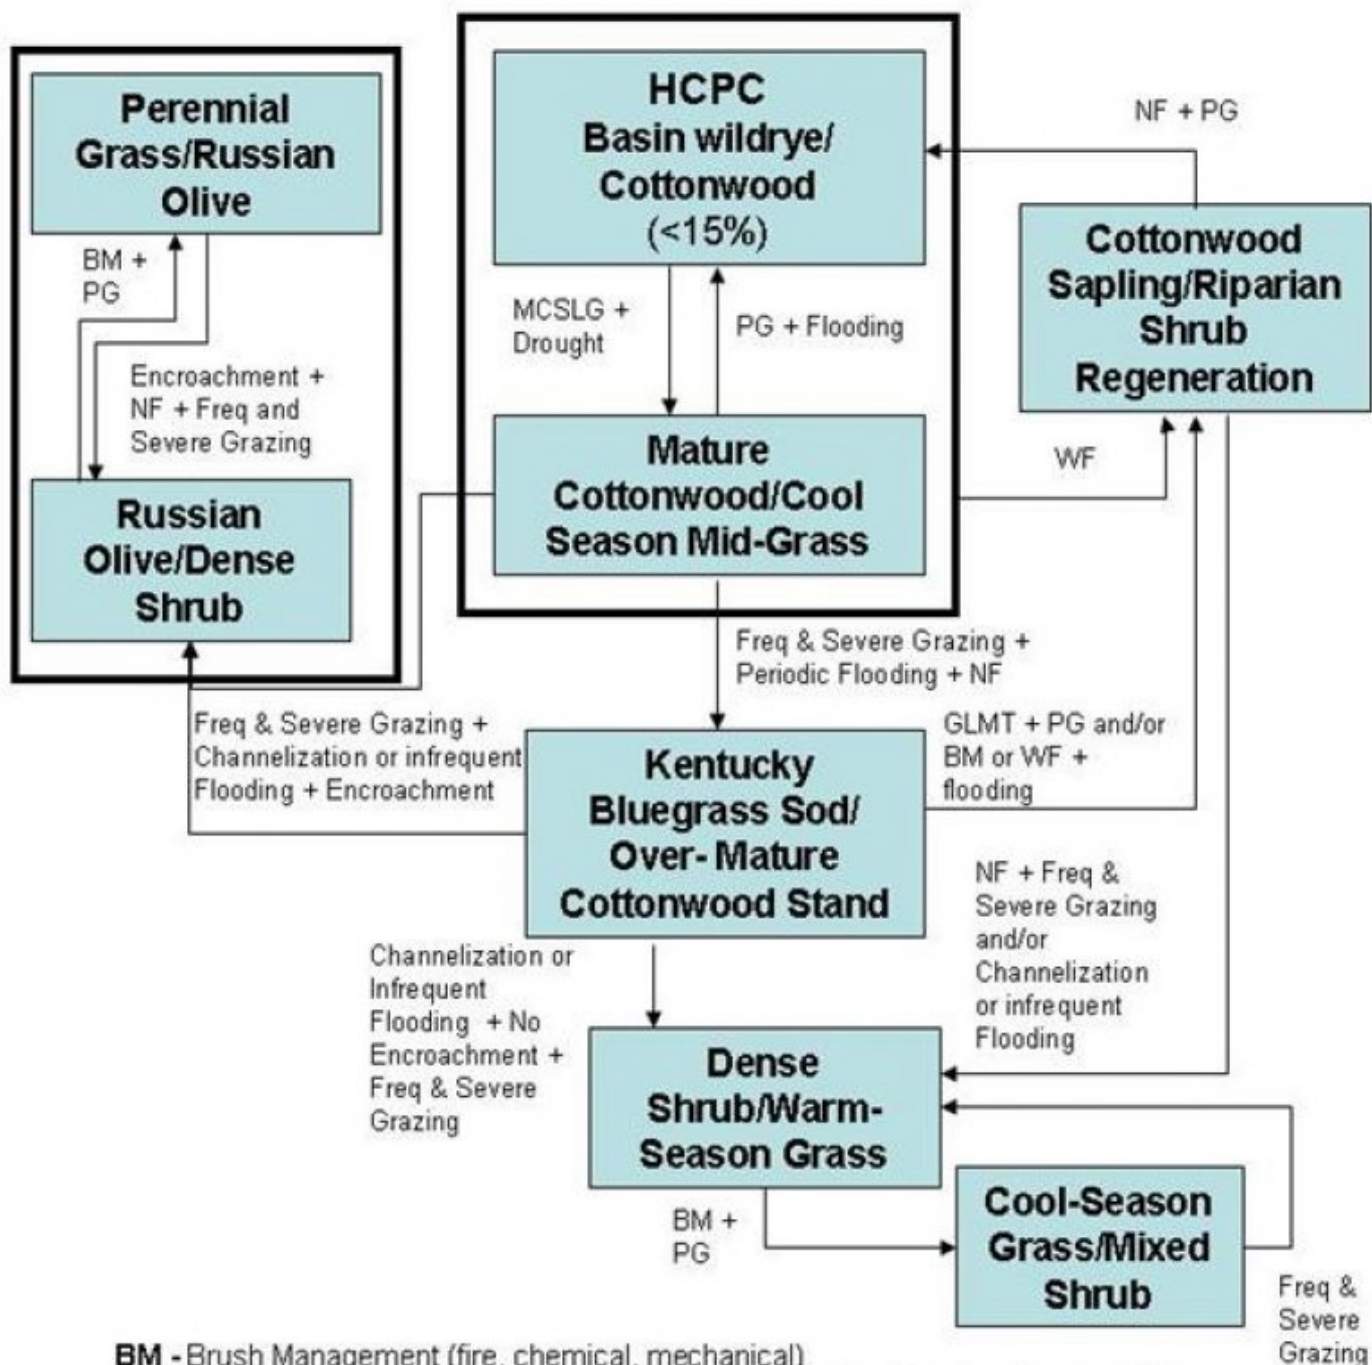 Perennial
Grass/Russian
Olive
BM +
PG
Encroachment +
NF + Freq and
Severe Grazing
Russian
Olive/Dense
Shrub
HCPC
Basin wildrye/
Cottonwood
(<15%)
MCSLG +
Drought
PG + Flooding
Mature
Cottonwood/Cool
Season Mid-Grass
NF + PG
Cottonwood
Sapling/Riparian
Shrub
Regeneration
WF
Freq & Severe Grazing +
Periodic Flooding + NF
Freq & Severe Grazing +
Channelization or infrequent
Flooding + Encroachment
Kentucky
Bluegrass Sod/
Over- Mature
Cottonwood Stand
GLMT + PG and/or
BM or WF +
flooding
NF + Freq &
Severe Grazing
and/or
Channelization
or infrequent
Flooding
Channelization or
Infrequent
Flooding + No
Encroachment +
Freq & Severe
Grazing
Dense
Shrub/Warm-
Season Grass
BM +
PG
Cool-Season
Grass/Mixed
Shrub
Freq &
Severe
Grazing
BM - Brush Management (fire, chemical, mechanical)